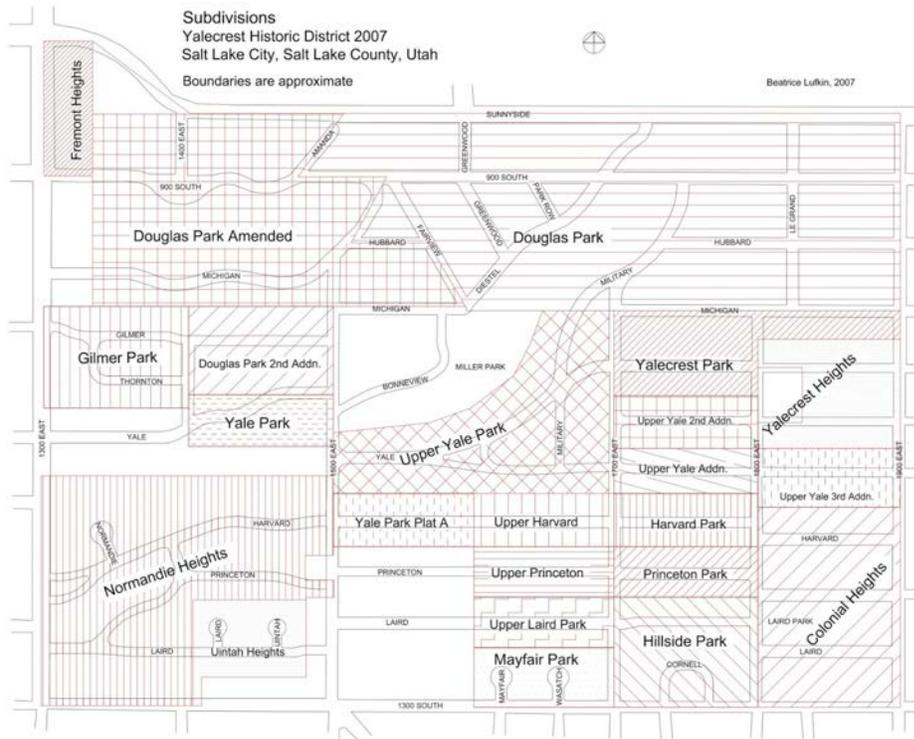 Subdivisions
Yalecrest Historic District 2007
Salt Lake City, Salt Lake County, Utah
Boundaries are approximate
Beatrice Lufkin, 2007
Fremont Heights
SUNNYSIDE
1400 EAST
AMANDA
GREENWOOD
900 SOUTH
900 SOUTH
PARK ROW
LE GRAND
GREENWOOD
FAIRVIEW
Douglas Park Amended
Douglas Park
HUBBARD
HUBBARD
DIESTEL
MILITARY
MICHIGAN
MICHIGAN
MICHIGAN
GILMER
Gilmer Park
THORNTON
Douglas Park 2nd Addn.
MILLER PARK
BONNEVIEW
Yalecrest Park
Yalecrest Heights
Yale Park
Upper Yale 2nd Addn.
YALE
1300 EAST
1500 EAST
YALE
Upper Yale Park
MILITARY
1700 EAST
1800 EAST
1900 EAST
Upper Yale Addn.
Upper Yale 3rd Addn.
NORMANDIE
HARVARD
Yale Park Plat A
Upper Harvard
Harvard Park
HARVARD
Normandie Heights
PRINCETON
PRINCETON
Upper Princeton
Princeton Park
Colonial Heights
LAIRD
UINTAH
LAIRD
Upper Laird Park
LAIRD PARK
LAIRD
Uintah Heights
LAIRD
Hillside Park
Mayfair Park
CORNELL
MAYFAIR
WASATCH
1300 SOUTH